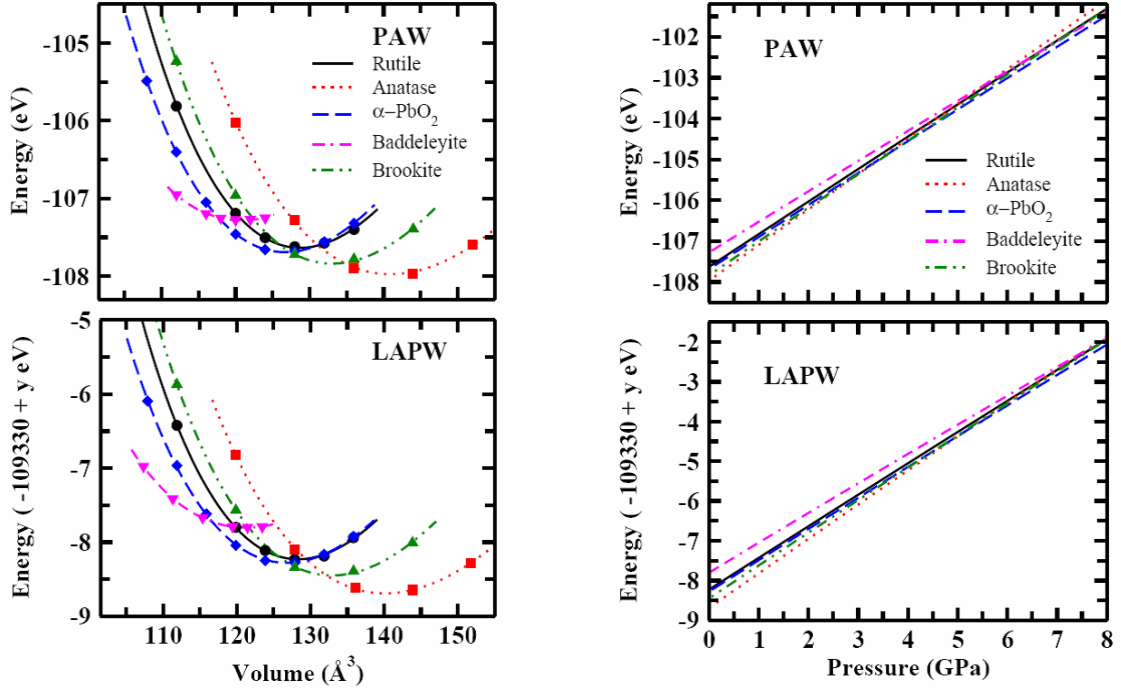 PAW
Rutile
Anatase
α−PbO₂
Baddeleyite
Brookite
Energy (eV)
-105
-106
-107
-108
LAPW
Energy ( -109330 + y eV)
-5
-6
-7
-8
-9
110 120 130 140 150
Volume (Å³)
PAW
Rutile
Anatase
α−PbO₂
Baddeleyite
Brookite
Energy (eV)
-102
-103
-104
-105
-106
-107
-108
LAPW
Energy ( -109330 + y eV)
-2
-3
-4
-5
-6
-7
-8
-9
0 1 2 3 4 5 6 7 8
Pressure (GPa)